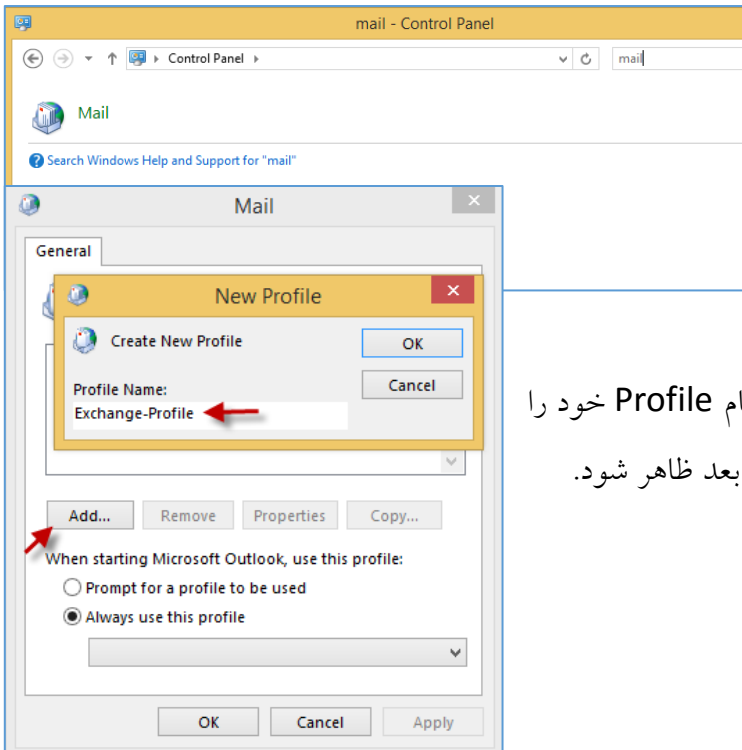 mail - Control Panel
Control Panel
mail
Mail
Search Windows Help and Support for "mail"
Mail
General
New Profile
Create New Profile
OK
Profile Name:
Cancel
Exchange-Profile
Profile خود را
بعد ظاهر شود.
Add... Remove Properties Copy...
When starting Microsoft Outlook, use this profile:
Prompt for a profile to be used
Always use this profile
OK Cancel Apply